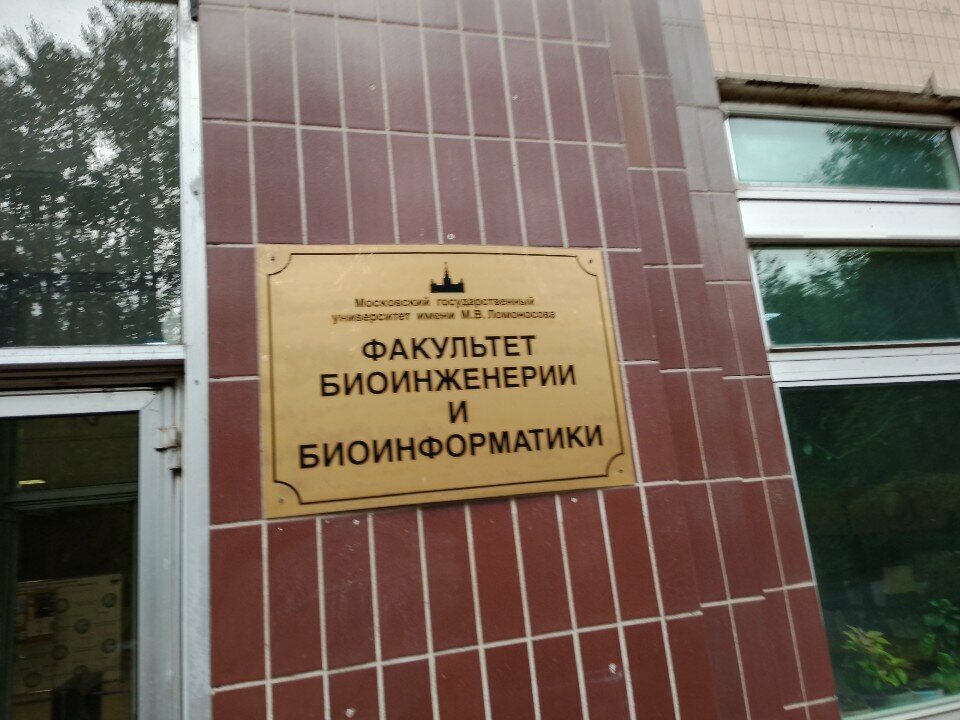 Московский государственный
университет имени М.В.Ломоносова
ФАКУЛЬТЕТ
БИОИНЖЕНЕРИИ
И
БИОИНФОРМАТИКИ